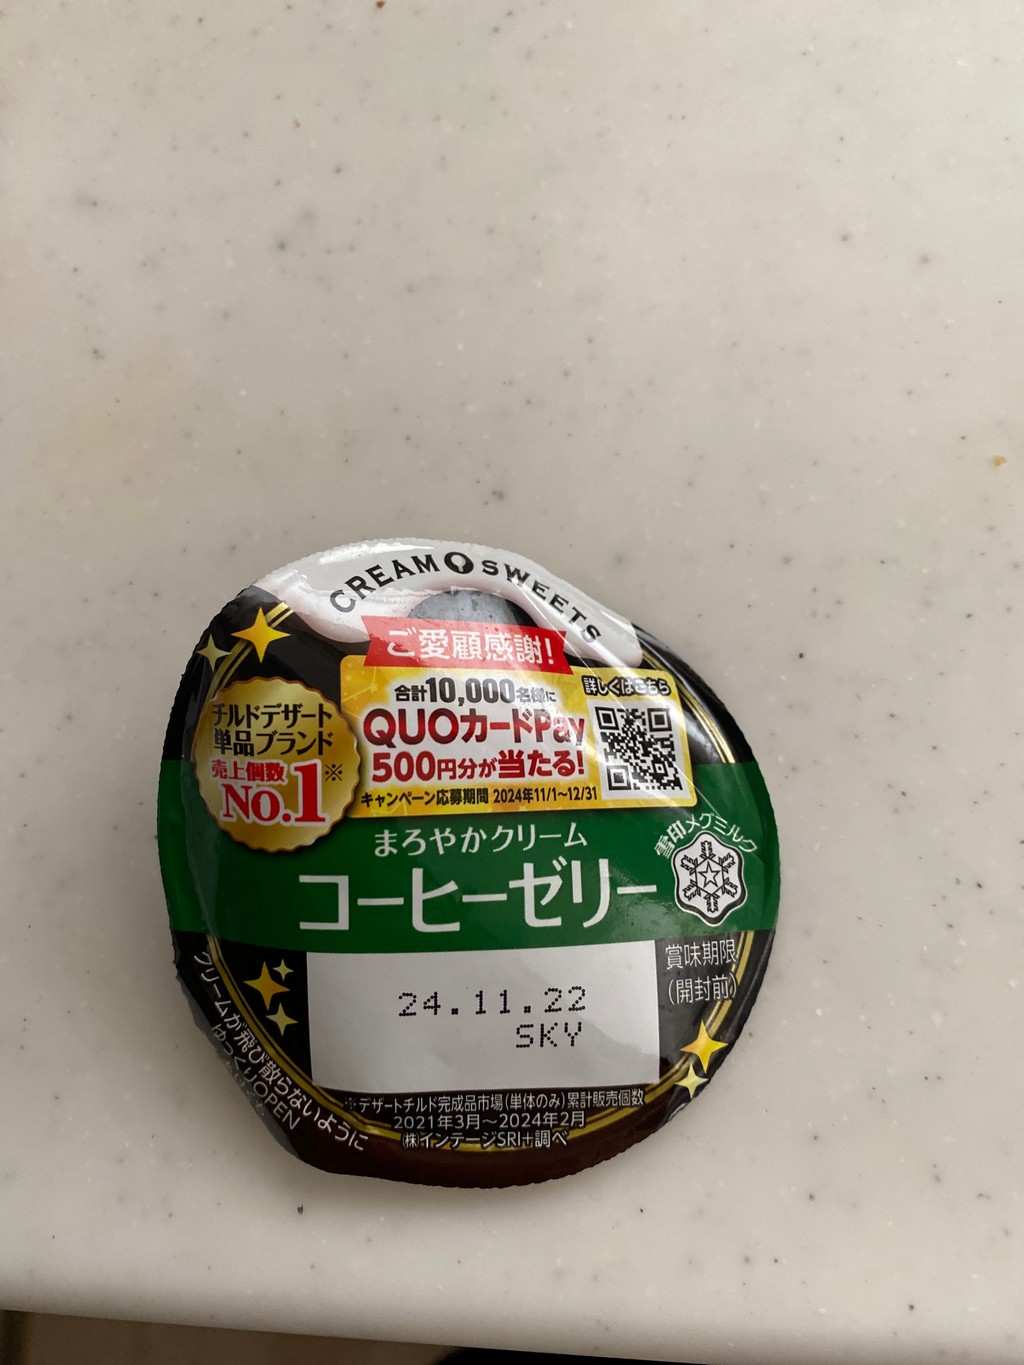 CREAM SWEETS
ご愛顧感謝!
合計10,000名様に
QUOカードPay
500円分が当たる!
キャンペーン応募期間 2024年11/1~12/31
詳しくはこちら
チルドデザート
単品ブランド
売上個数※
No.1
まろやかクリーム
コーヒーゼリー
雪印メグミルク
賞味期限
(開封前)
24.11.22
SKY
クリームが飛び散らないように
ゆっくりOPEN
※デザートチルド完成品市場(単体のみ)累計販売個数
2021年3月～2024年2月
㈱インテージSRI+調べ